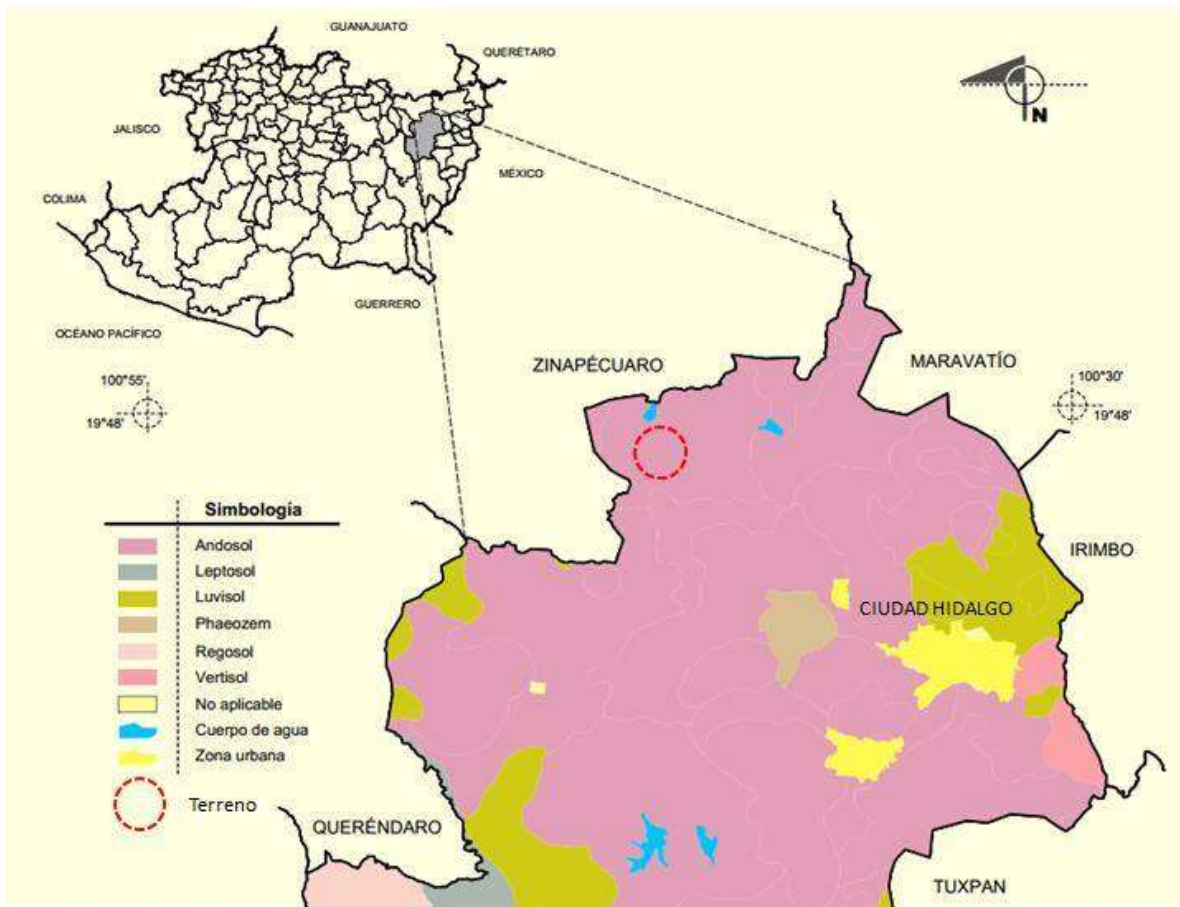 GUANAJUATO
QUERÉTARO
JALISCO
MÉXICO
COLIMA
GUERRERO
OCÉANO PACÍFICO
N
100°55'
19°48'
ZINAPÉCUARO
MARAVATÍO
100°30'
19°48'
Simbología
Andosol
Leptosol
Luvisol
Phaeozem
Regosol
Vertisol
No aplicable
Cuerpo de agua
Zona urbana
Terreno
IRIMBO
CIUDAD HIDALGO
QUERÉNDARO
TUXPAN